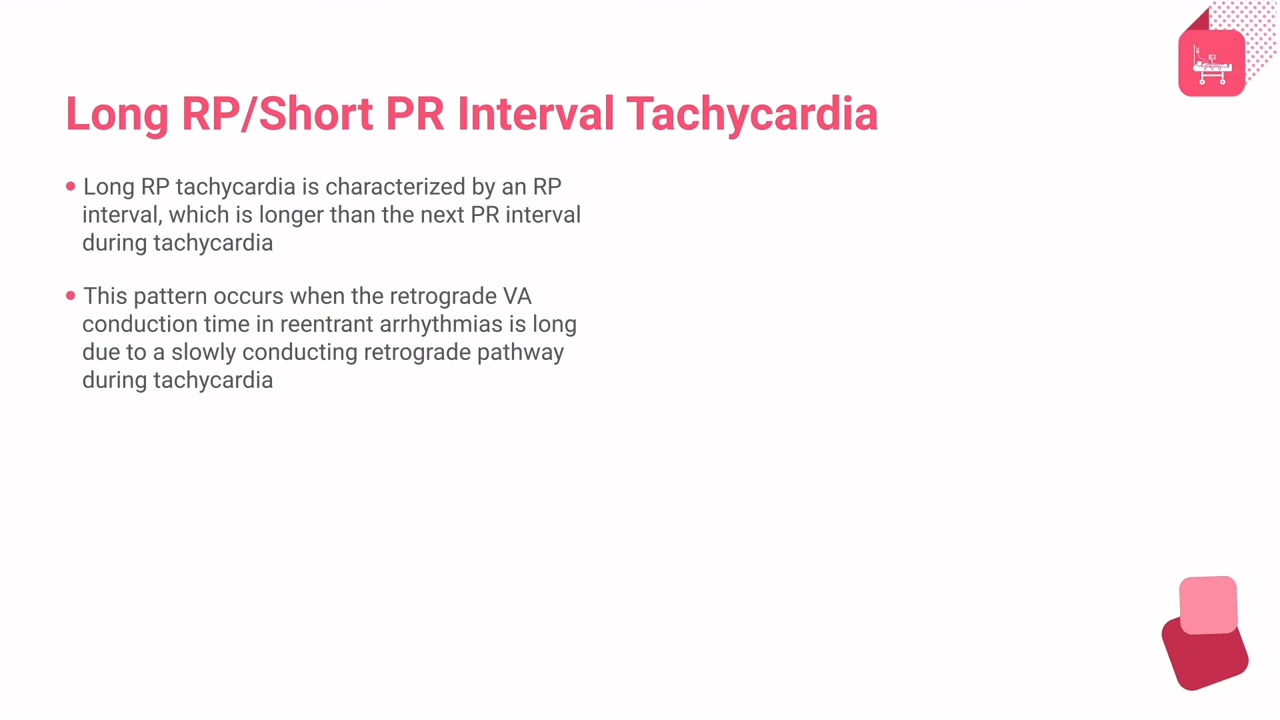 Long RP/Short PR Interval Tachycardia
• Long RP tachycardia is characterized by an RP
interval, which is longer than the next PR interval
during tachycardia
• This pattern occurs when the retrograde VA
conduction time in reentrant arrhythmias is long
due to a slowly conducting retrograde pathway
during tachycardia